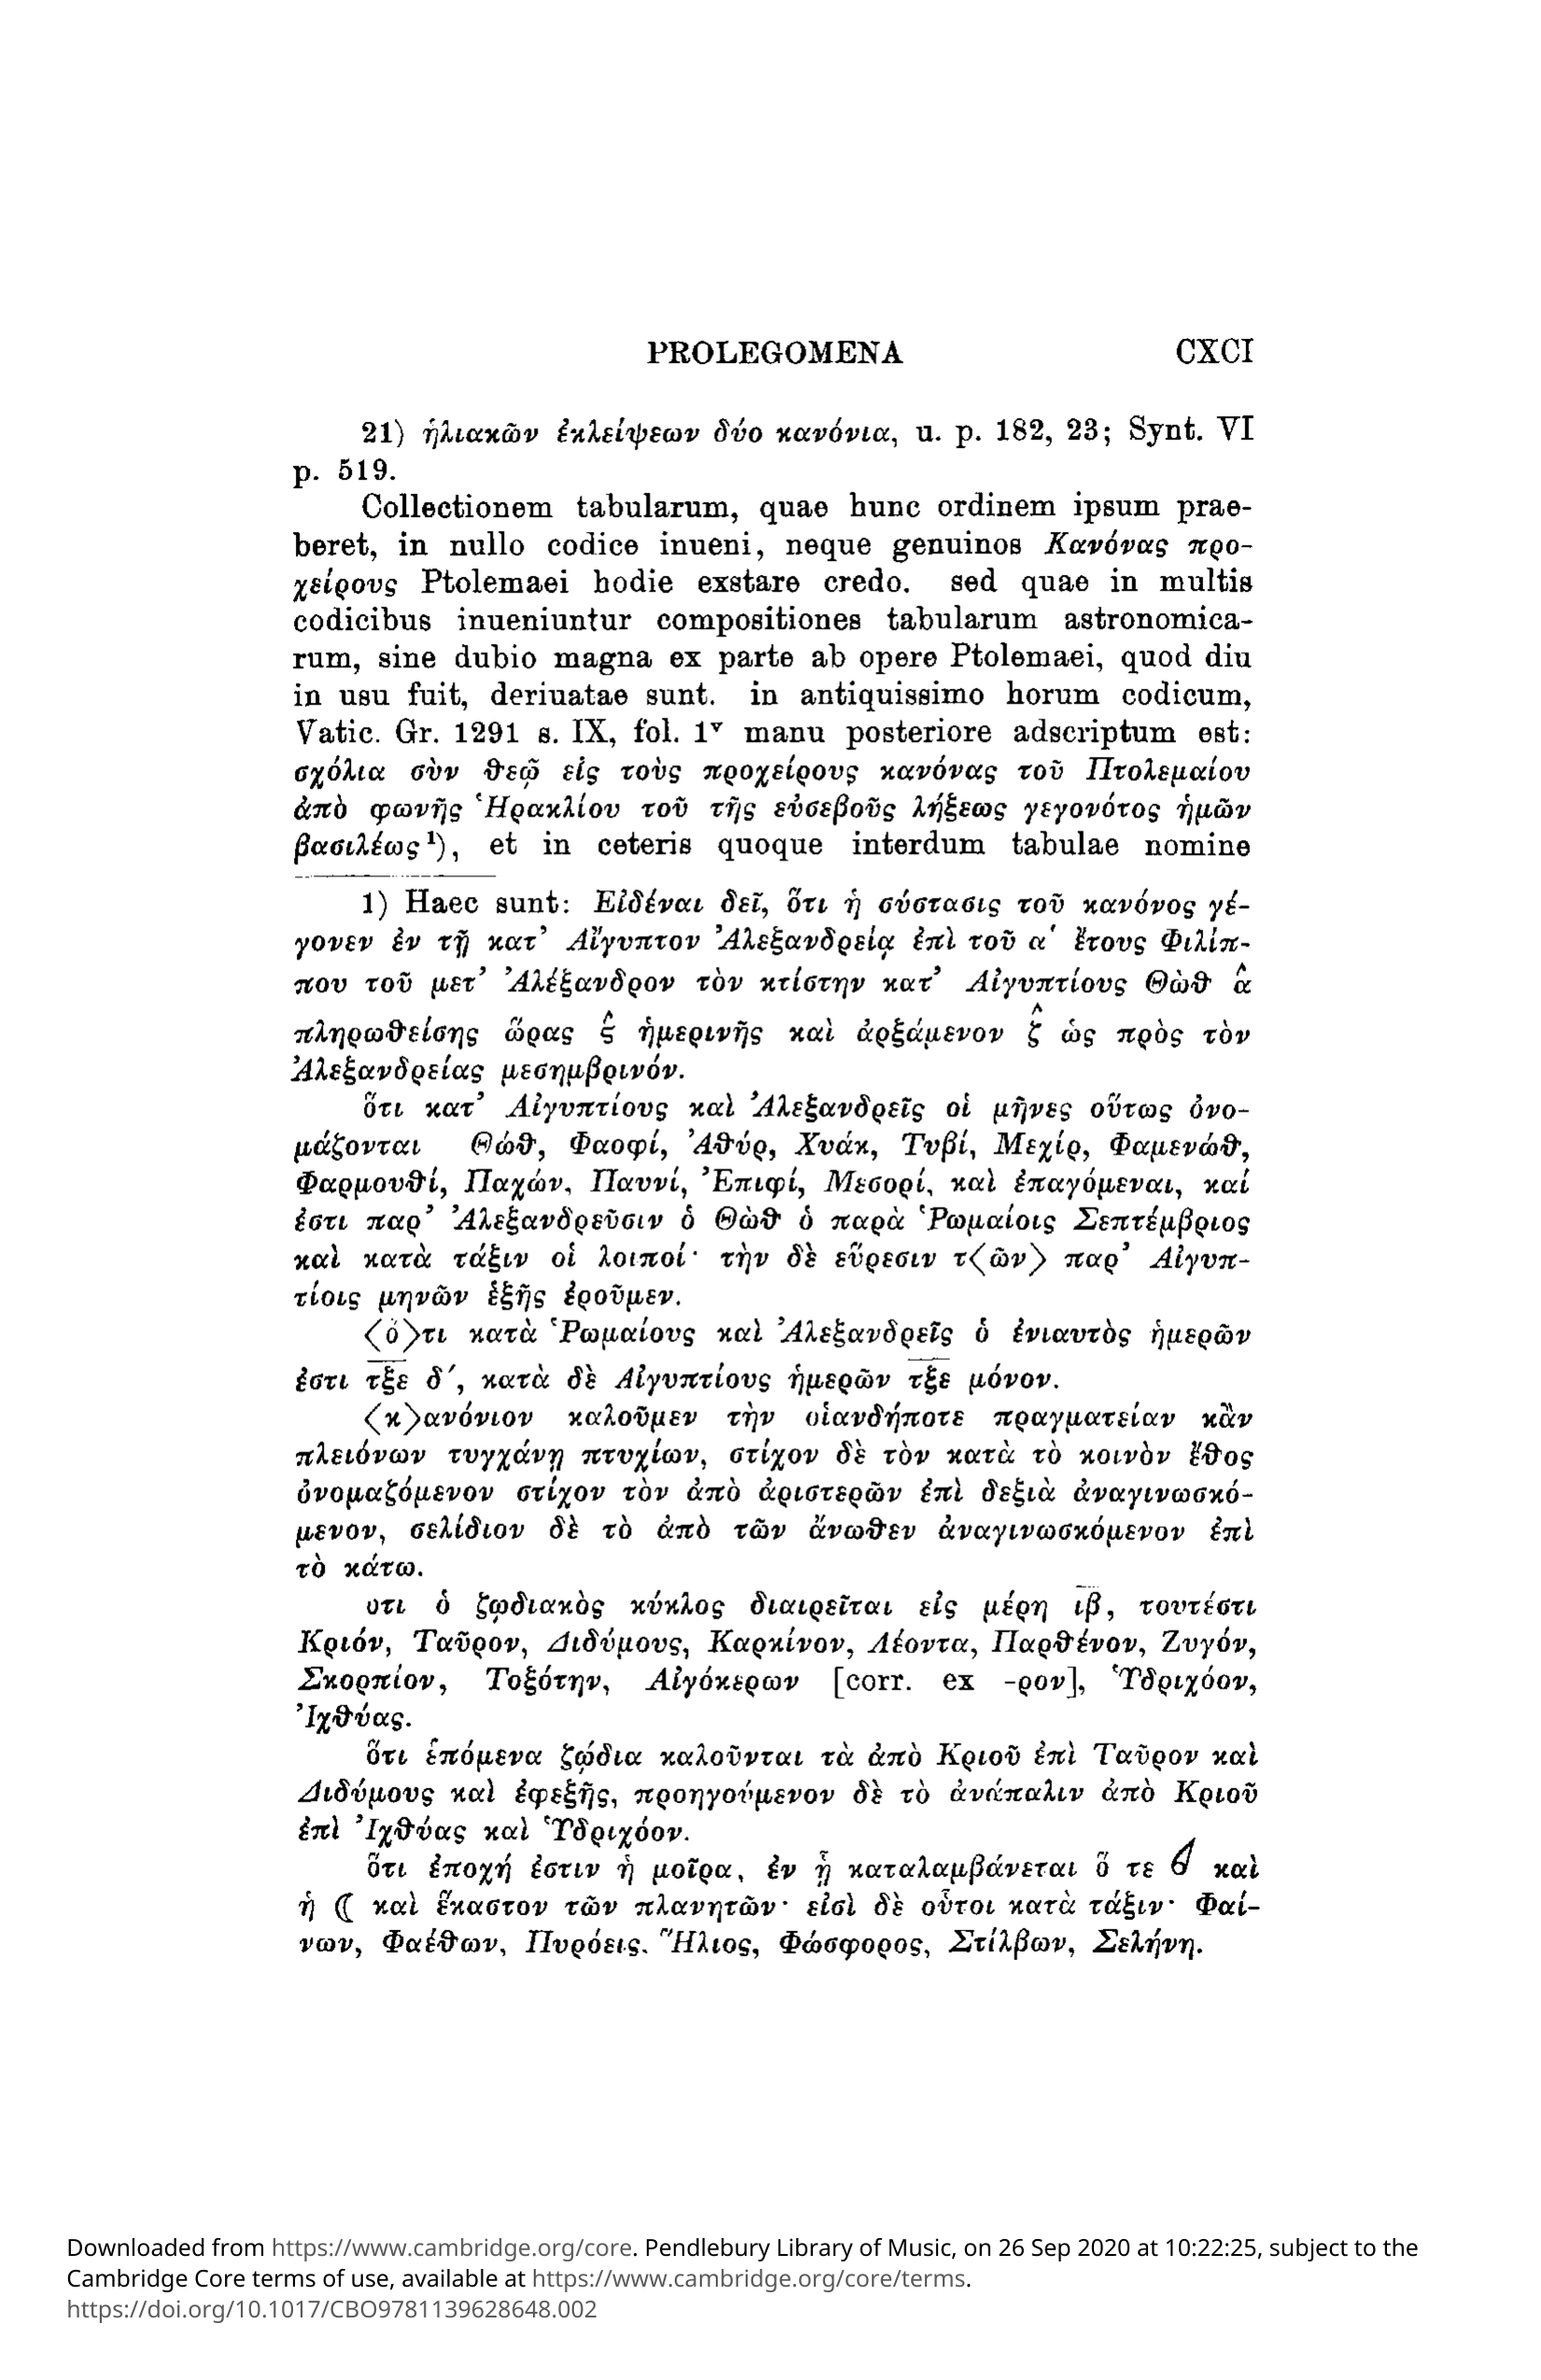 PROLEGOMENA CXCI
21) ἡλιακῶν ἐκλείψεων δύο κανόνια, u. p. 182, 23; Synt. VI
p. 519.
Collectionem tabularum, quae hunc ordinem ipsum prae-
beret, in nullo codice inueni, neque genuinos Κανόνας προ-
χείρους Ptolemaei hodie exstare credo. sed quae in multis
codicibus inueniuntur compositiones tabularum astronomica-
rum, sine dubio magna ex parte ab opere Ptolemaei, quod diu
in usu fuit, deriuatae sunt. in antiquissimo horum codicum,
Vatic. Gr. 1291 s. IX, fol. 1ᵛ manu posteriore adscriptum est:
σχόλια σὺν θεῷ εἰς τοὺς προχείρους κανόνας τοῦ Πτολεμαίου
ἀπὸ φωνῆς Ἡρακλίου τοῦ τῆς εὐσεβοῦς λήξεως γεγονότος ἡμῶν
βασιλέως¹), et in ceteris quoque interdum tabulae nomine
1) Haec sunt: Εἰδέναι δεῖ, ὅτι ἡ σύστασις τοῦ κανόνος γέ-
γονεν ἐν τῇ κατ’ Αἴγυπτον Ἀλεξανδρείᾳ ἐπὶ τοῦ α′ ἔτους Φιλίπ-
που τοῦ μετ’ Ἀλέξανδρον τὸν κτίστην κατ’ Αἰγυπτίους Θὼθ α̂
πληρωθείσης ὥρας ς̂ ἡμερινῆς καὶ ἀρξάμενον ζ̂ ὡς πρὸς τὸν
Ἀλεξανδρείας μεσημβρινόν.
ὅτι κατ’ Αἰγυπτίους καὶ Ἀλεξανδρεῖς οἱ μῆνες οὕτως ὀνο-
μάζονται Θώθ, Φαοφί, Ἀθύρ, Χυάκ, Τυβί, Μεχίρ, Φαμενώθ,
Φαρμουθί, Παχών, Παυνί, Ἐπιφί, Μεσορί, καὶ ἐπαγόμεναι, καί
ἐστι παρ’ Ἀλεξανδρεῦσιν ὁ Θὼθ ὁ παρὰ Ῥωμαίοις Σεπτέμβριος
καὶ κατὰ τάξιν οἱ λοιποί· τὴν δὲ εὕρεσιν τ⟨ῶν⟩ παρ’ Αἰγυπ-
τίοις μηνῶν ἑξῆς ἐροῦμεν.
⟨ὅ⟩τι κατὰ Ῥωμαίους καὶ Ἀλεξανδρεῖς ὁ ἐνιαυτὸς ἡμερῶν
ἐστι τ̅ξ̅ε̅ δ′, κατὰ δὲ Αἰγυπτίους ἡμερῶν τ̅ξ̅ε̅ μόνον.
⟨κ⟩ανόνιον καλοῦμεν τὴν οἱανδήποτε πραγματείαν κἂν
πλειόνων τυγχάνῃ πτυχίων, στίχον δὲ τὸν κατὰ τὸ κοινὸν ἔθος
ὀνομαζόμενον στίχον τὸν ἀπὸ ἀριστερῶν ἐπὶ δεξιὰ ἀναγινωσκό-
μενον, σελίδιον δὲ τὸ ἀπὸ τῶν ἄνωθεν ἀναγινωσκόμενον ἐπὶ
τὸ κάτω.
οτι ὁ ζῳδιακὸς κύκλος διαιρεῖται εἰς μέρη ι̅β̅, τουτέστι
Κριόν, Ταῦρον, Διδύμους, Καρκίνον, Λέοντα, Παρθένον, Ζυγόν,
Σκορπίον, Τοξότην, Αἰγόκερων [corr. ex -ρον], Ὑδριχόον,
Ἰχθύας.
ὅτι ἑπόμενα ζῴδια καλοῦνται τὰ ἀπὸ Κριοῦ ἐπὶ Ταῦρον καὶ
Διδύμους καὶ ἐφεξῆς, προηγούμενον δὲ τὸ ἀνάπαλιν ἀπὸ Κριοῦ
ἐπὶ Ἰχθύας καὶ Ὑδριχόον.
ὅτι ἐποχή ἐστιν ἡ μοῖρα, ἐν ᾗ καταλαμβάνεται ὅ τε καὶ
ἡ ☾ καὶ ἕκαστον τῶν πλανητῶν· εἰσὶ δὲ οὗτοι κατὰ τάξιν· Φαί-
νων, Φαέθων, Πυρόεις, Ἥλιος, Φώσφορος, Στίλβων, Σελήνη.
Downloaded from https://www.cambridge.org/core. Pendlebury Library of Music, on 26 Sep 2020 at 10:22:25, subject to the
Cambridge Core terms of use, available at https://www.cambridge.org/core/terms.
https://doi.org/10.1017/CBO9781139628648.002